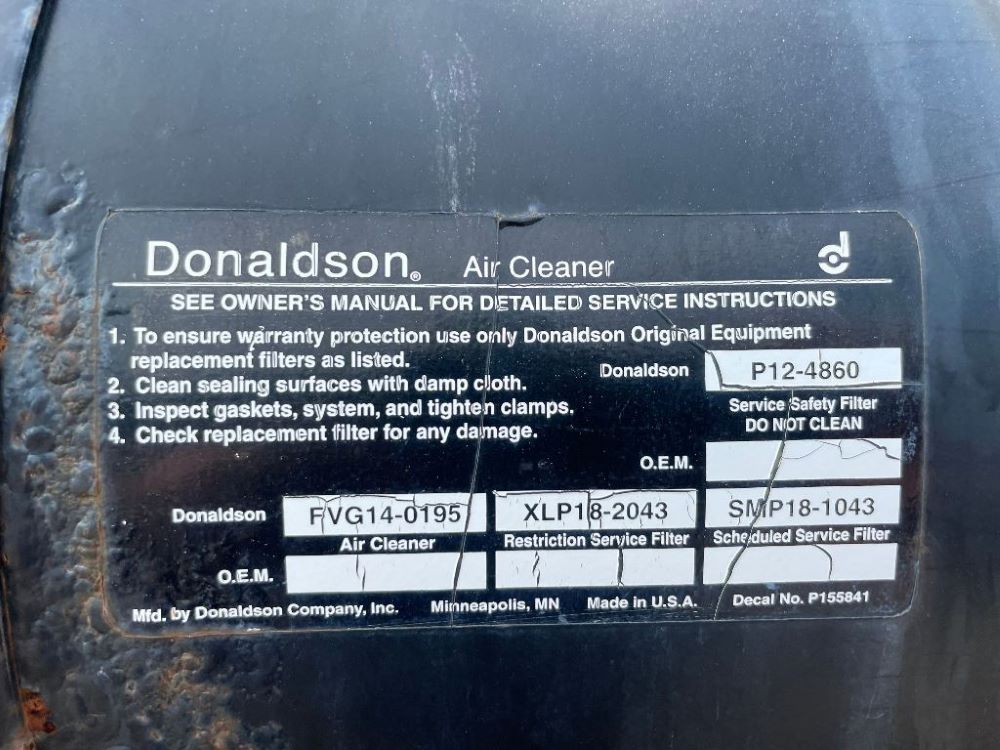 Donaldson® Air Cleaner
SEE OWNER'S MANUAL FOR DETAILED SERVICE INSTRUCTIONS
1. To ensure warranty protection use only Donaldson Original Equipment
replacement filters as listed.
2. Clean sealing surfaces with damp cloth.
3. Inspect gaskets, system, and tighten clamps.
4. Check replacement filter for any damage.
Donaldson P12-4860
Service Safety Filter
DO NOT CLEAN
O.E.M.
Donaldson FVG14-0195 XLP18-2043 SMP18-1043
Air Cleaner Restriction Service Filter Scheduled Service Filter
O.E.M.
Mfd. by Donaldson Company, Inc. Minneapolis, MN Made in U.S.A. Decal No. P155841